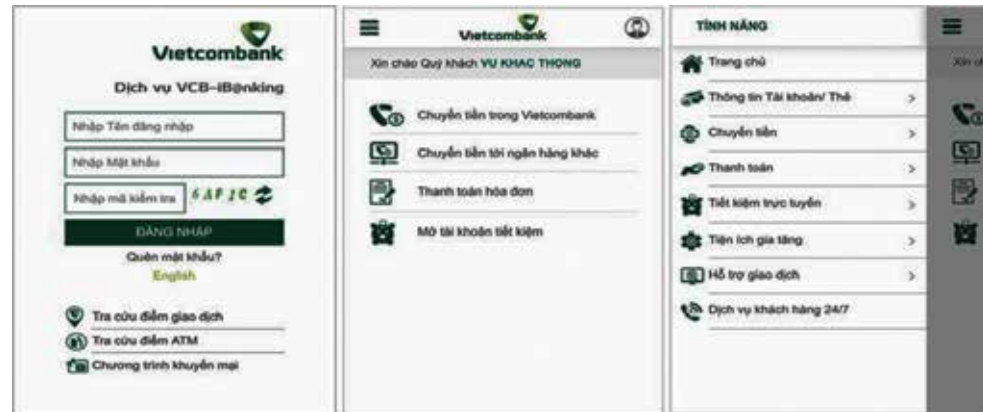 Vietcombank
Dịch vụ VCB-iB@nking
Nhập Tên đăng nhập
Nhập Mật khẩu
Nhập mã kiểm tra
6AF2C
ĐĂNG NHẬP
Quên mật khẩu?
English
Tra cứu điểm giao dịch
Tra cứu điểm ATM
Chương trình khuyến mại
Vietcombank
Xin chào Quý khách VU KHAC THONG
Chuyển tiền trong Vietcombank
Chuyển tiền tới ngân hàng khác
Thanh toán hóa đơn
Mở tài khoản tiết kiệm
TÍNH NĂNG
Trang chủ
Thông tin Tài khoản/ Thẻ
Chuyển tiền
Thanh toán
Tiết kiệm trực tuyến
Tiện ích gia tăng
Hỗ trợ giao dịch
Dịch vụ khách hàng 24/7
Xin